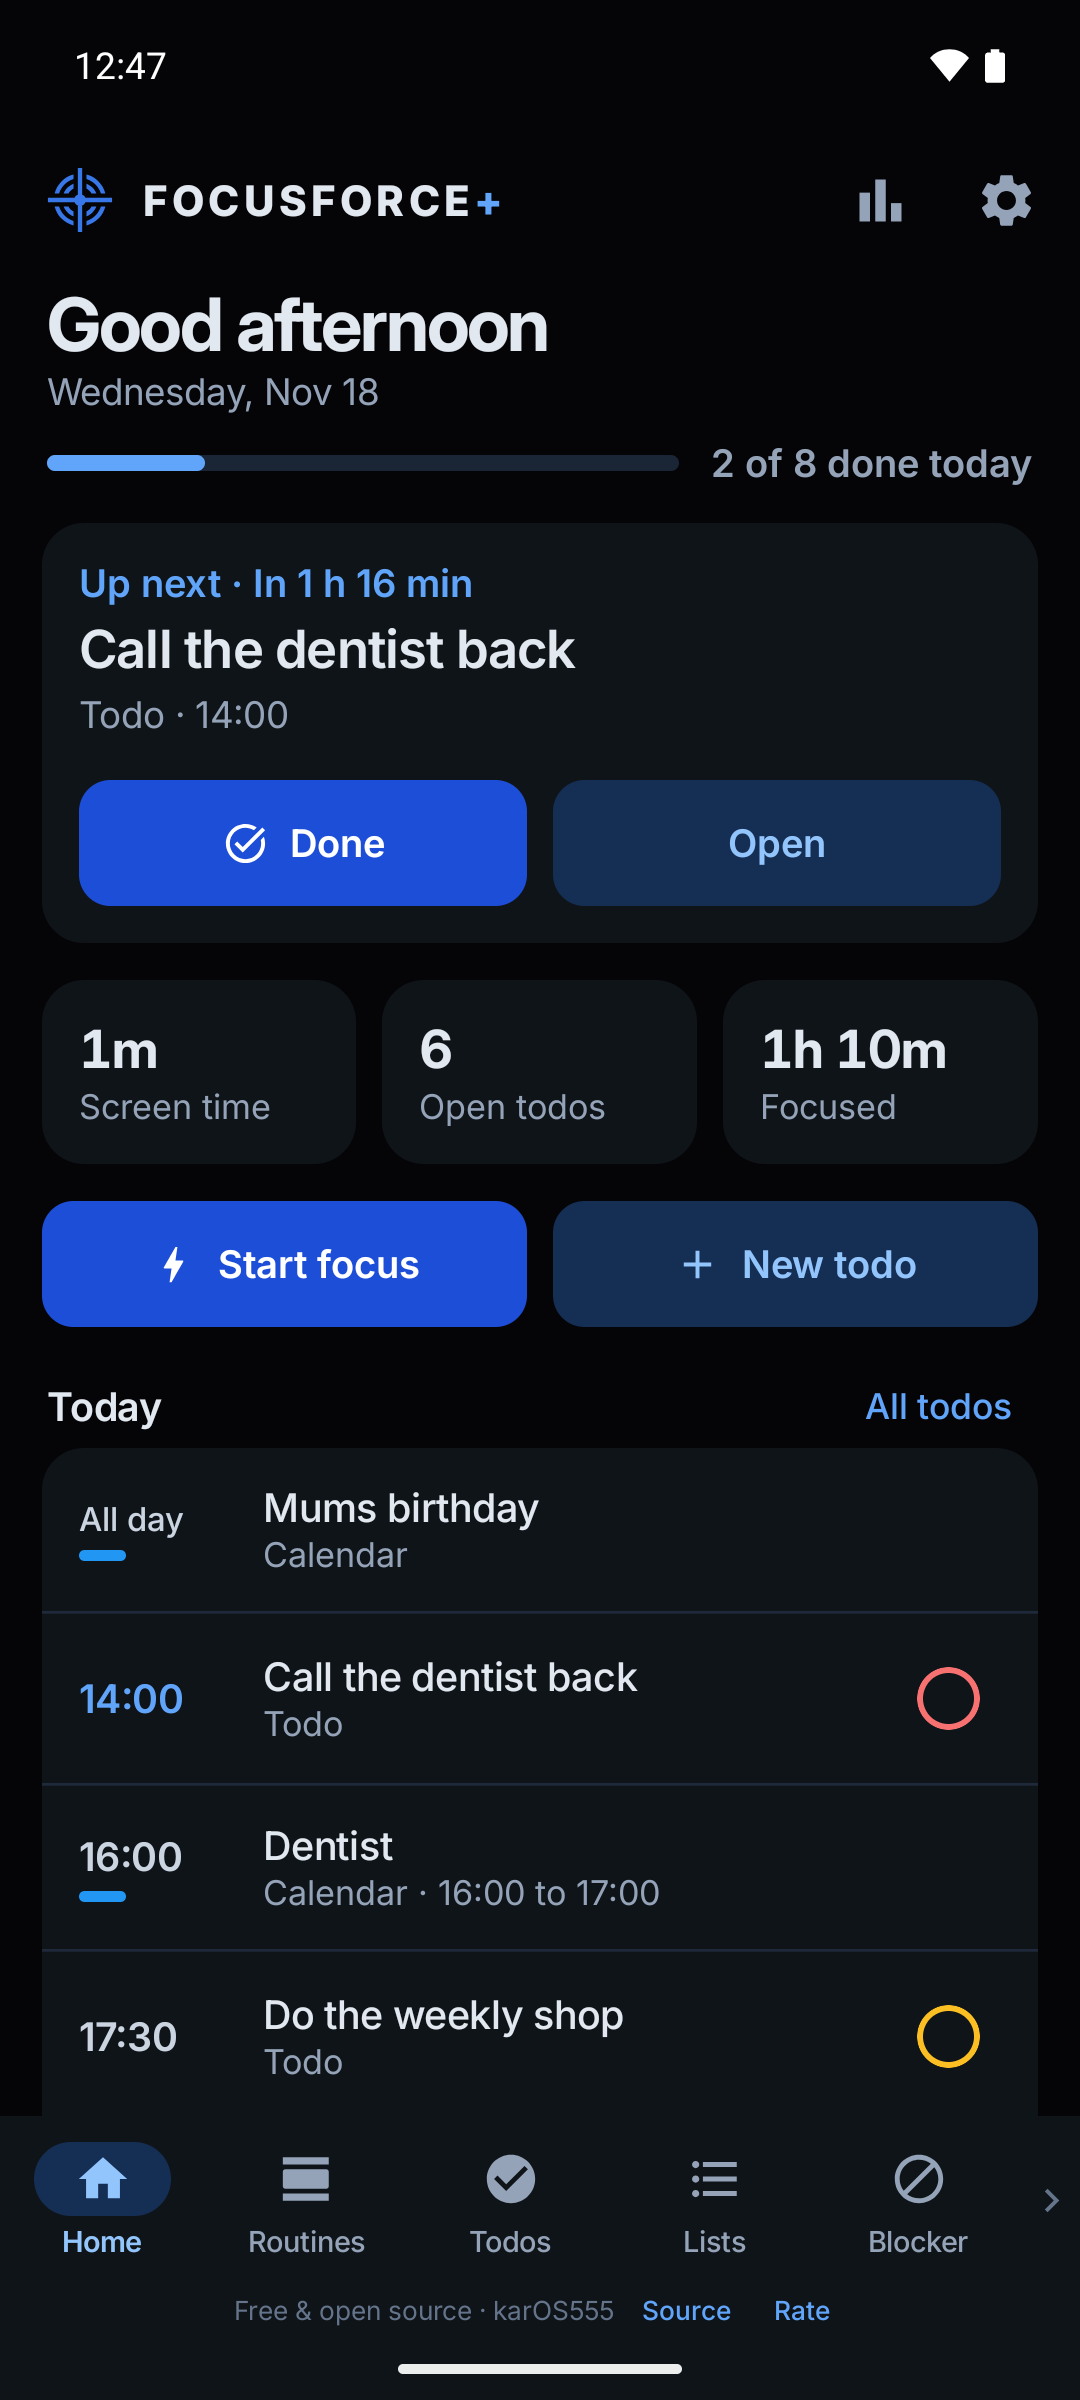 12:47
FOCUSFORCE+
Good afternoon
Wednesday, Nov 18
2 of 8 done today
Up next · In 1 h 16 min
Call the dentist back
Todo · 14:00
Done
Open
1m
Screen time
6
Open todos
1h 10m
Focused
Start focus
New todo
Today
All todos
All day
Mums birthday
Calendar
14:00
Call the dentist back
Todo
16:00
Dentist
Calendar · 16:00 to 17:00
17:30
Do the weekly shop
Todo
Home
Routines
Todos
Lists
Blocker
Free & open source · karOS555
Source
Rate